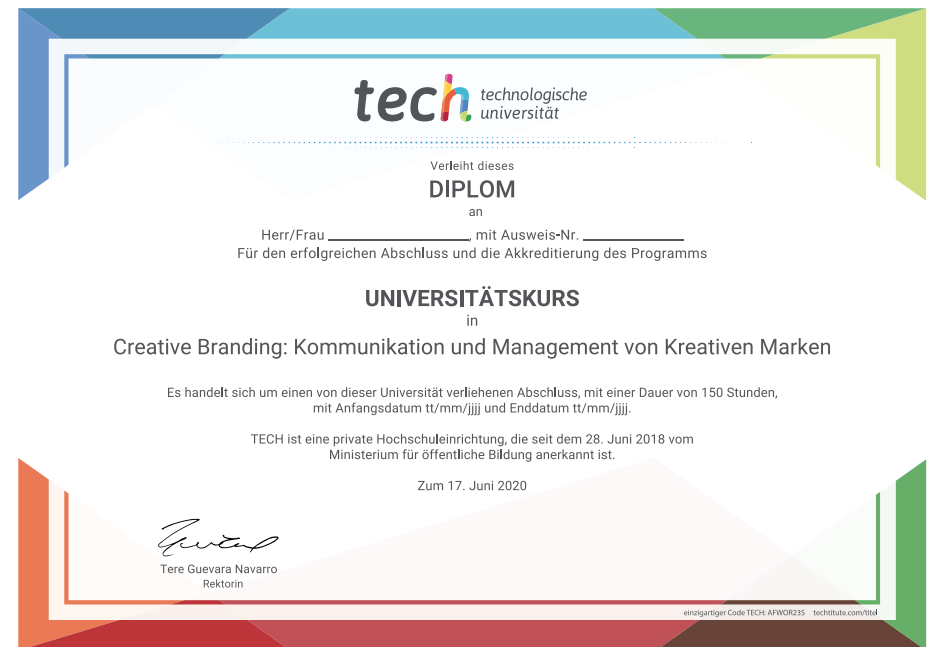 tech technologische
universität
Verleiht dieses
DIPLOM
an
Herr/Frau ____________________, mit Ausweis-Nr. ______________
Für den erfolgreichen Abschluss und die Akkreditierung des Programms
UNIVERSITÄTSKURS
in
Creative Branding: Kommunikation und Management von Kreativen Marken
Es handelt sich um einen von dieser Universität verliehenen Abschluss, mit einer Dauer von 150 Stunden,
mit Anfangsdatum tt/mm/jjjj und Enddatum tt/mm/jjjj.
TECH ist eine private Hochschuleinrichtung, die seit dem 28. Juni 2018 vom
Ministerium für öffentliche Bildung anerkannt ist.
Zum 17. Juni 2020
Tere Guevara Navarro
Rektorin
einzigartiger Code TECH: AFWOR23S techtitute.com/titel